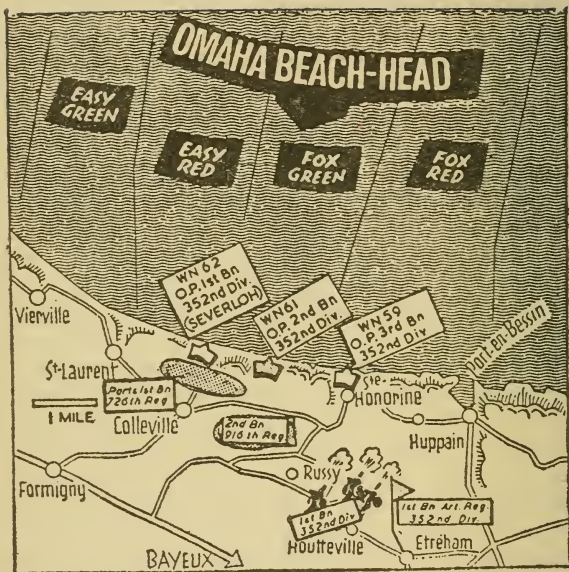 OMAHA BEACH-HEAD
EASY
GREEN
EASY
RED
FOX
GREEN
FOX
RED
WN 62
O.P. 1st Bn
352nd Div.
(SEVERLOH)
WN61
O.P. 2nd Bn
352nd Div.
WN 59
O.P. 3rd Bn
352nd Div.
Port-en-Bessin
Vierville
St-Laurent
Parts 1st Bn
726th Reg
1 MILE
Colleville
Ste-
Honorine
Huppain
2nd Bn
916th Reg
Formigny
Russy
1st Bn
352nd Div
1st Bn Art. Reg.
352nd Div.
Houtteville
Etréham
BAYEUX